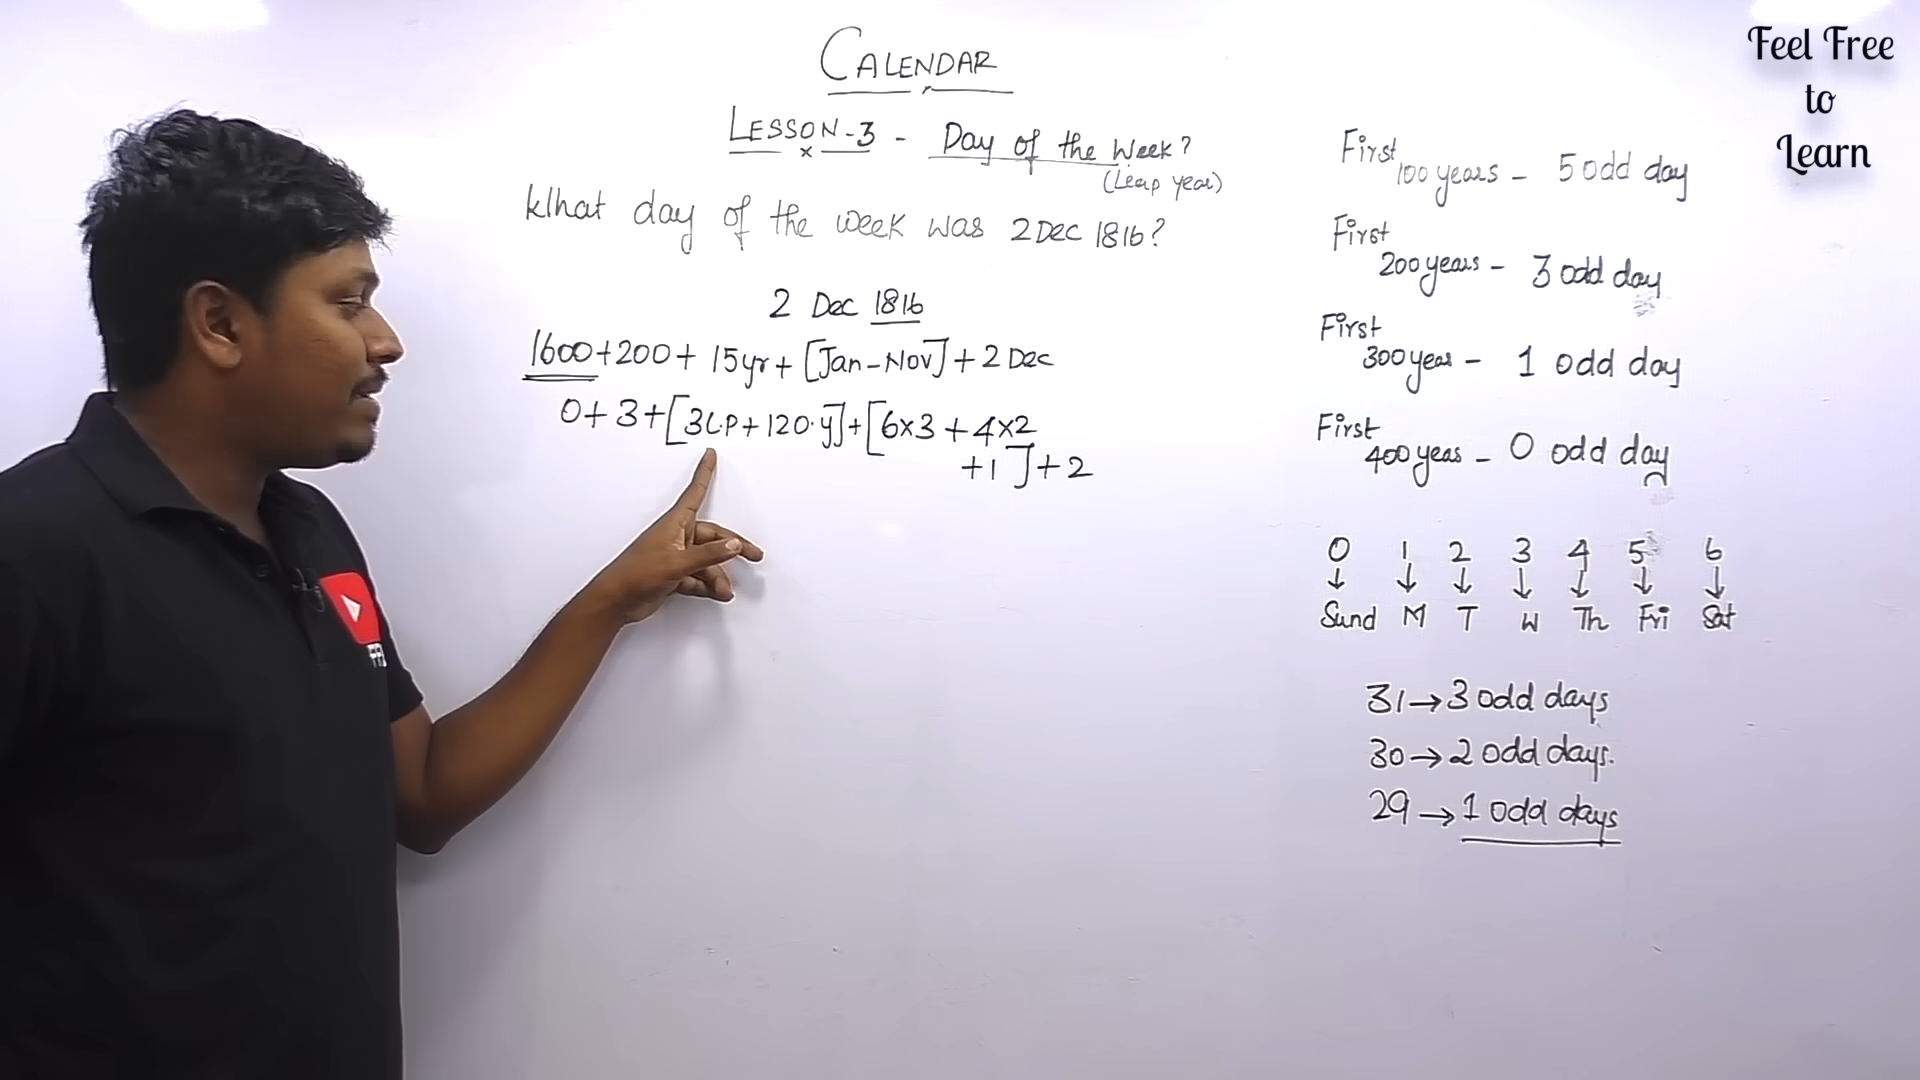 CALENDAR
LESSON-3 - Day of the Week?
(Leap year)
What day of the week was 2 Dec 1816?
2 Dec 1816
1600+200+ 15yr+ [Jan-Nov] + 2 Dec
0+ 3+ [3L.P+ 12O.y]+ [6x3 + 4x2
+1 ] + 2
Feel Free
to
Learn
First
100 years - 5 odd day
First
200 years - 3 odd day
First
300 year - 1 odd day
First
400 yeas - 0 odd day
0 1 2 3 4 5 6
↓ ↓ ↓ ↓ ↓ ↓ ↓
Sund M T W Th Fri Sat
31 → 3 odd days
30 → 2 odd days.
29 → 1 odd days